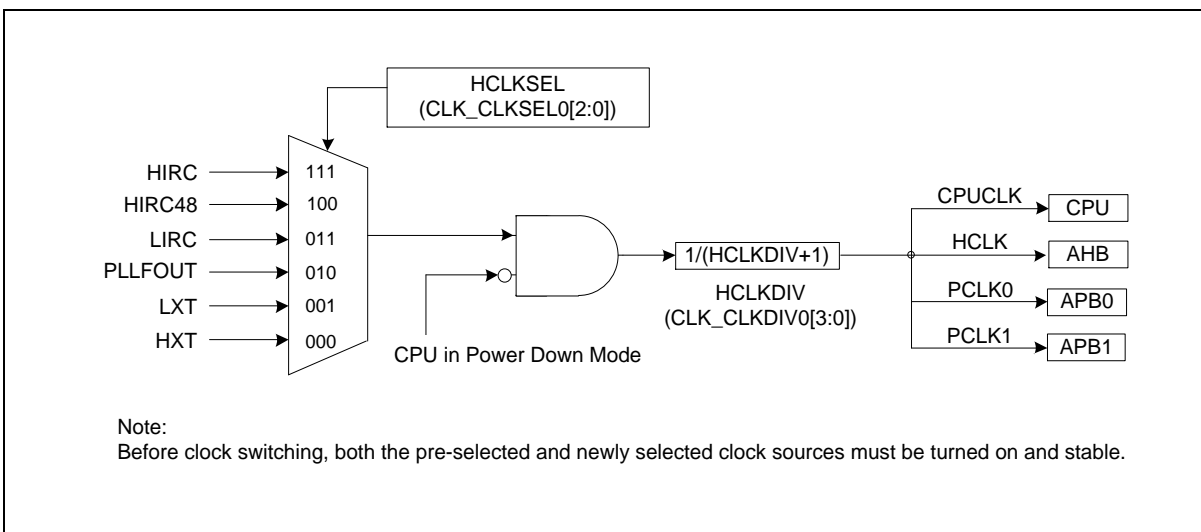 HCLKSEL
(CLK_CLKSEL0[2:0])
HIRC
111
HIRC48
100
LIRC
011
PLLFOUT
010
LXT
001
HXT
000
CPU in Power Down Mode
1/(HCLKDIV+1)
HCLKDIV
(CLK_CLKDIV0[3:0])
CPUCLK
CPU
HCLK
AHB
PCLK0
APB0
PCLK1
APB1
Note:
Before clock switching, both the pre-selected and newly selected clock sources must be turned on and stable.